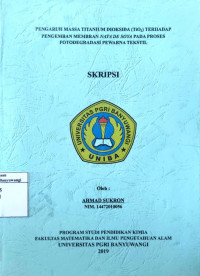 PENGARUH MASSA TITANIUM DIOKSIDA (TiO₂) TERHADAP
PENGEMBAN MEMBRAN NATA DE SOYA PADA PROSES
FOTODEGRADASI PEWARNA TEKSTIL
SKRIPSI
UNIVERSITAS PGRI BANYUWANGI
UNIBA
Oleh :
AHMAD SUKRON
NIM.
PROGRAM STUDI PENDIDIKAN KIMIA
FAKULTAS MATEMATIKA DAN ILMU PENGETAHUAN ALAM
UNIVERSITAS PGRI BANYUWANGI
2019